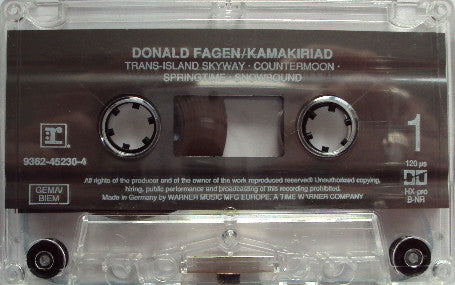 DONALD FAGEN/KAMAKIRIAD
TRANS-ISLAND SKYWAY · COUNTERMOON ·
SPRINGTIME · SNOWBOUND
r
9362-45230-4
1
120 µs
HX-pro
B-NR
GEMA/
BIEM
All rights of the producer and of the owner of the work reproduced reserved! Unauthorised copying,
hiring, public performance and broadcasting of this recording prohibited.
Made in Germany by WARNER MUSIC MFG EUROPE, A TIME WARNER COMPANY